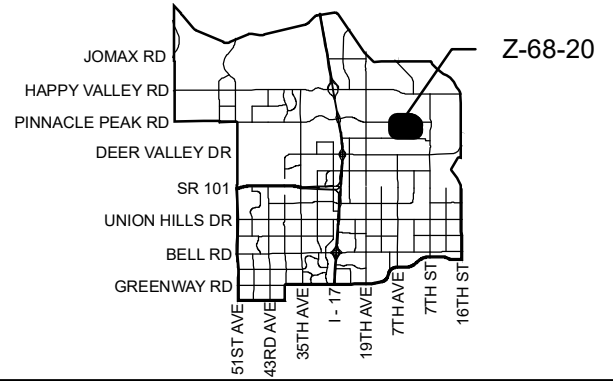 Z-68-20
JOMAX RD
HAPPY VALLEY RD
PINNACLE PEAK RD
DEER VALLEY DR
SR 101
UNION HILLS DR
BELL RD
GREENWAY RD
51ST AVE
43RD AVE
35TH AVE
I - 17
19TH AVE
7TH AVE
7TH ST
16TH ST